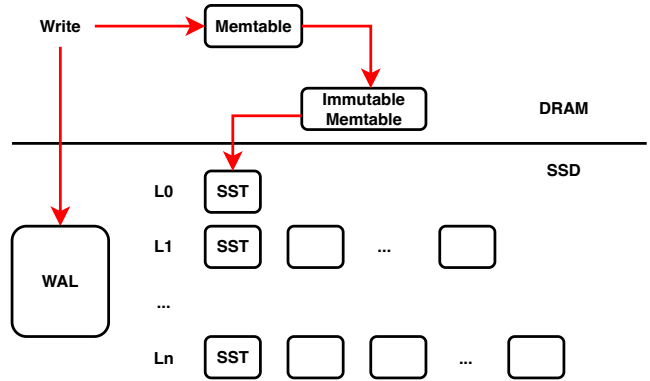 Write
Memtable
Immutable
Memtable
DRAM
SSD
L0
SST
L1
SST
...
WAL
...
Ln
SST
...